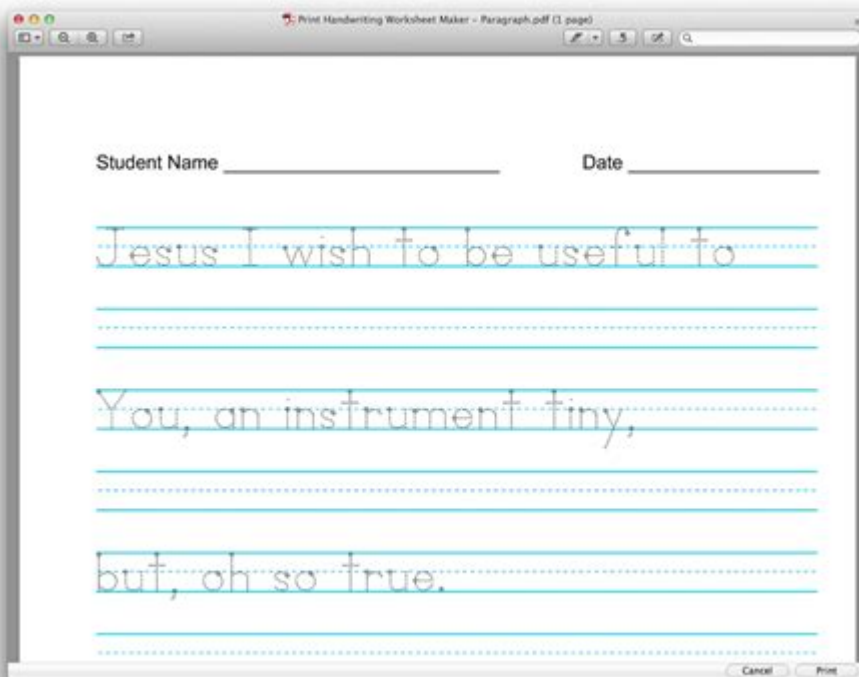 Print Handwriting Worksheet Maker - Paragraph.pdf (1 page)
Student Name Date
Jesus I wish to be useful to
You, an instrument tiny,
but, oh so true.
Cancel Print